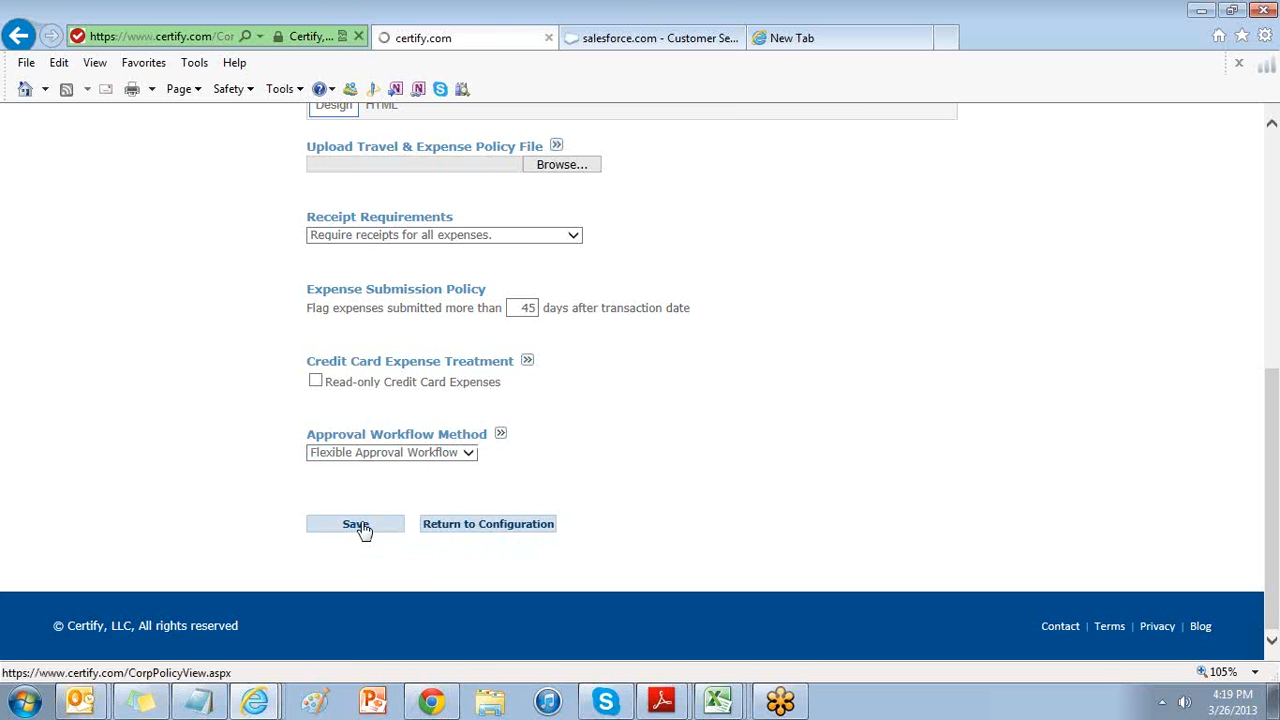 https://www.certify.com/Cor
Certify,...
certify.com
salesforce.com - Customer Se...
New Tab
File Edit View Favorites Tools Help
Page Safety Tools
Design HTML
Upload Travel & Expense Policy File
Browse...
Receipt Requirements
Require receipts for all expenses.
Expense Submission Policy
Flag expenses submitted more than 45 days after transaction date
Credit Card Expense Treatment
Read-only Credit Card Expenses
Approval Workflow Method
Flexible Approval Workflow
Save Return to Configuration
© Certify, LLC, All rights reserved
Contact | Terms | Privacy | Blog
https://www.certify.com/CorpPolicyView.aspx
105%
4:19 PM
3/26/2013